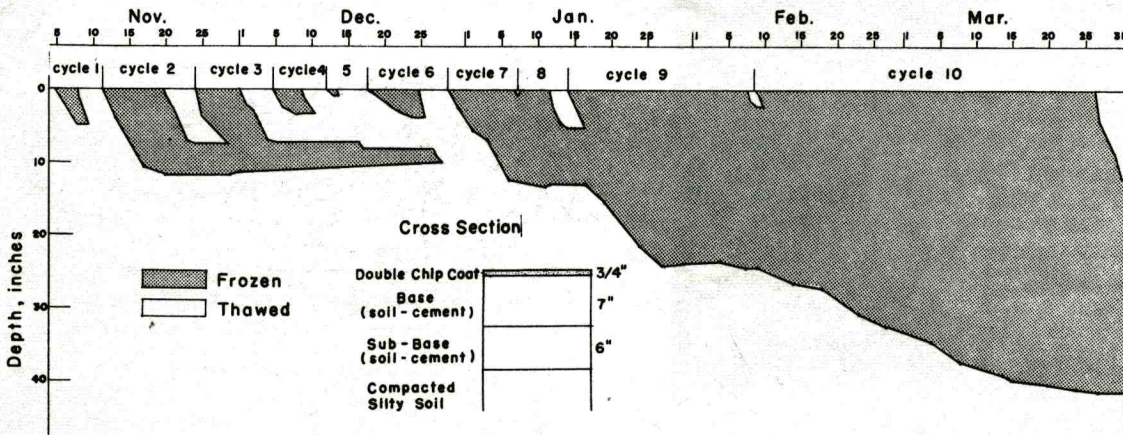 Nov. Dec. Jan. Feb. Mar.
5 10 15 20 25 1 5 10 15 20 25 1 5 10 15 20 25 1 5 10 15 20 25 1 5 10 15 20 25 31
cycle 1 cycle 2 cycle 3 cycle4 5 cycle 6 cycle 7 8 cycle 9 cycle 10
0
10
20
30
40
Depth, inches
Frozen
Thawed
Cross Section
Double Chip Coat 3/4"
Base 7"
(soil-cement)
Sub-Base 6"
(soil-cement)
Compacted
Silty Soil